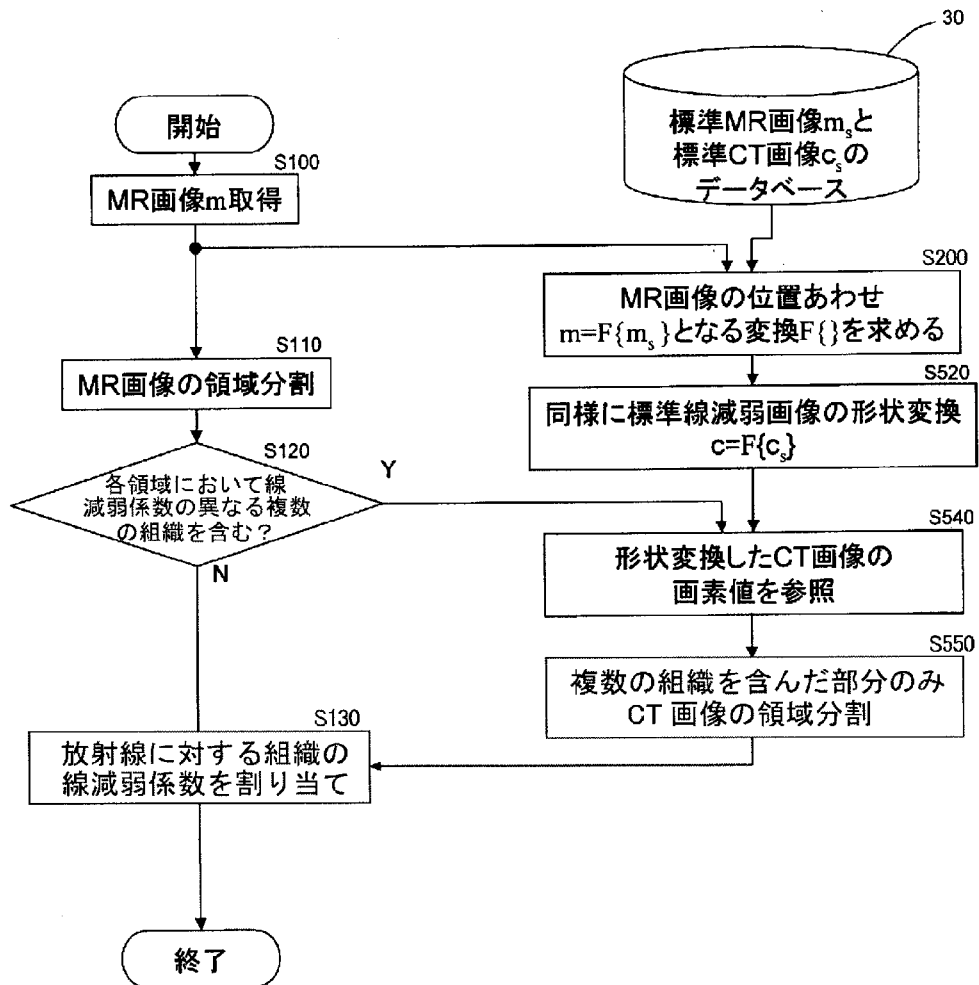 30
標準MR画像msと
標準CT画像csの
データベース
開始
S100
MR画像m取得
S200
MR画像の位置あわせ
m=F{ms}となる変換F{}を求める
S110
MR画像の領域分割
S520
同様に標準線減弱画像の形状変換
c=F{cs}
S120
各領域において線
減弱係数の異なる複数
の組織を含む?
Y
N
S540
形状変換したCT画像の
画素値を参照
S550
複数の組織を含んだ部分のみ
CT 画像の領域分割
S130
放射線に対する組織の
線減弱係数を割り当て
終了